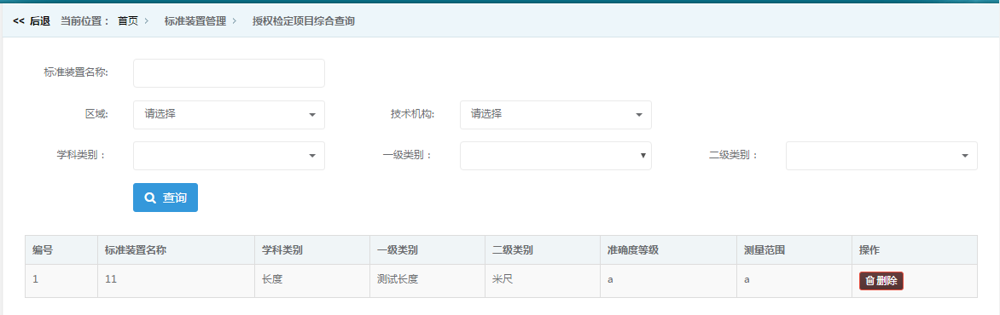 << 后退 当前位置： 首页 > 标准装置管理 > 授权检定项目综合查询
标准装置名称:
区域: 请选择 技术机构: 请选择
学科类别： 一级类别： 二级类别：
查询
编号 标准装置名称 学科类别 一级类别 二级类别 准确度等级 测量范围 操作
1 11 长度 测试长度 米尺 a a 删除